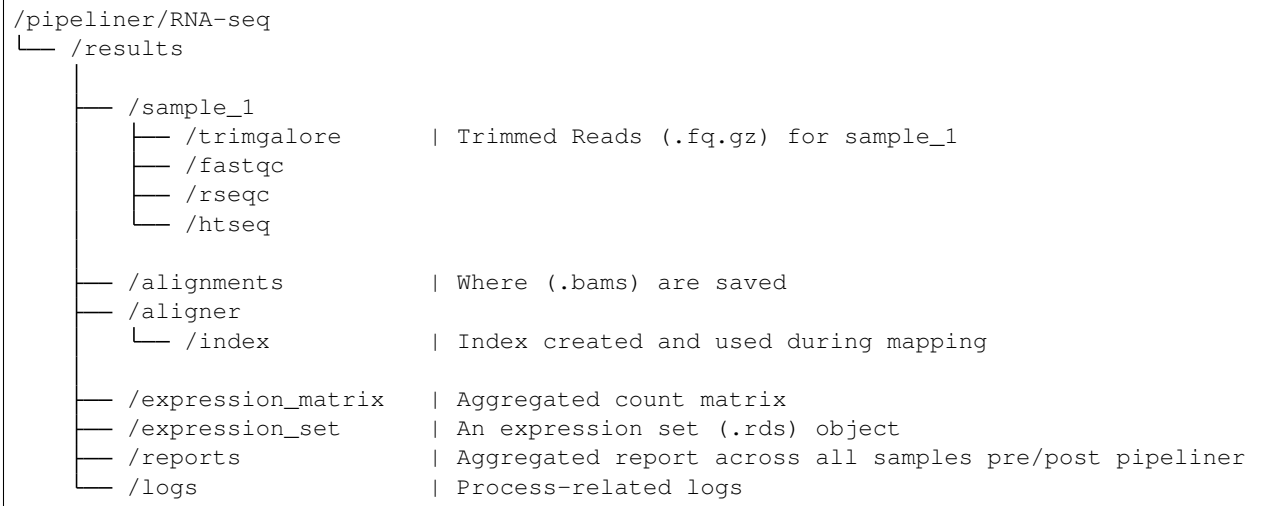 /pipeliner/RNA-seq
└── /results
    │
    ├── /sample_1
    │   ├── /trimgalore      | Trimmed Reads (.fq.gz) for sample_1
    │   ├── /fastqc
    │   ├── /rseqc
    │   └── /htseq
    │
    ├── /alignments          | Where (.bams) are saved
    ├── /aligner
    │   └── /index           | Index created and used during mapping
    │
    ├── /expression_matrix   | Aggregated count matrix
    ├── /expression_set      | An expression set (.rds) object
    ├── /reports             | Aggregated report across all samples pre/post pipeliner
    └── /logs                | Process-related logs